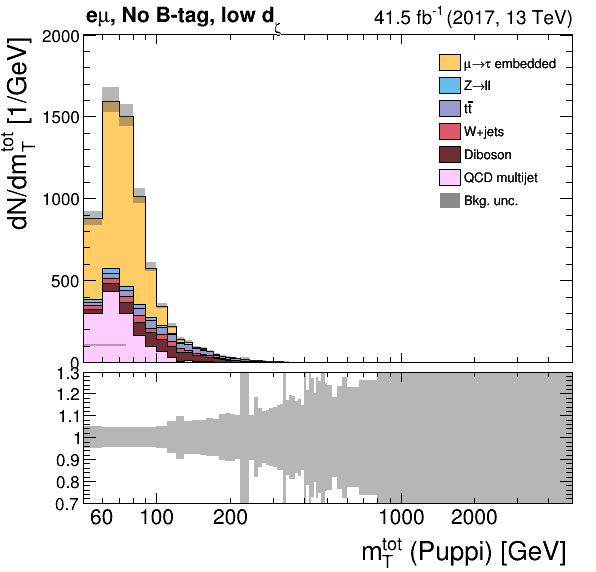 eμ, No B-tag, low dζ
41.5 fb⁻¹ (2017, 13 TeV)
dN/dm_T^tot [1/GeV]
2000
1500
1000
500
0
μ→τ embedded
Z→ll
tt̄
W+jets
Diboson
QCD multijet
Bkg. unc.
1.3
1.2
1.1
1
0.9
0.8
0.7
60
100
200
1000
2000
m_T^tot (Puppi) [GeV]